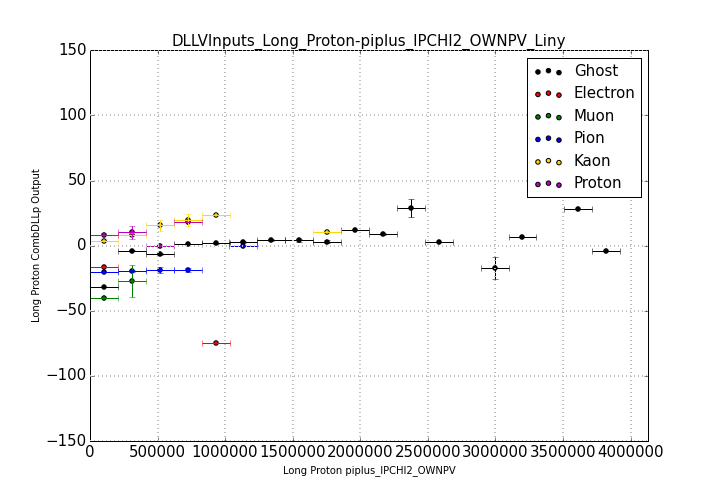 DLLVInputs_Long_Proton-piplus_IPCHI2_OWNPV_Liny
150
100
50
0
−50
−100
−150
Long Proton CombDLLp Output
Ghost
Electron
Muon
Pion
Kaon
Proton
0 500000 1000000 1500000 2000000 2500000 3000000 3500000 4000000
Long Proton piplus_IPCHI2_OWNPV